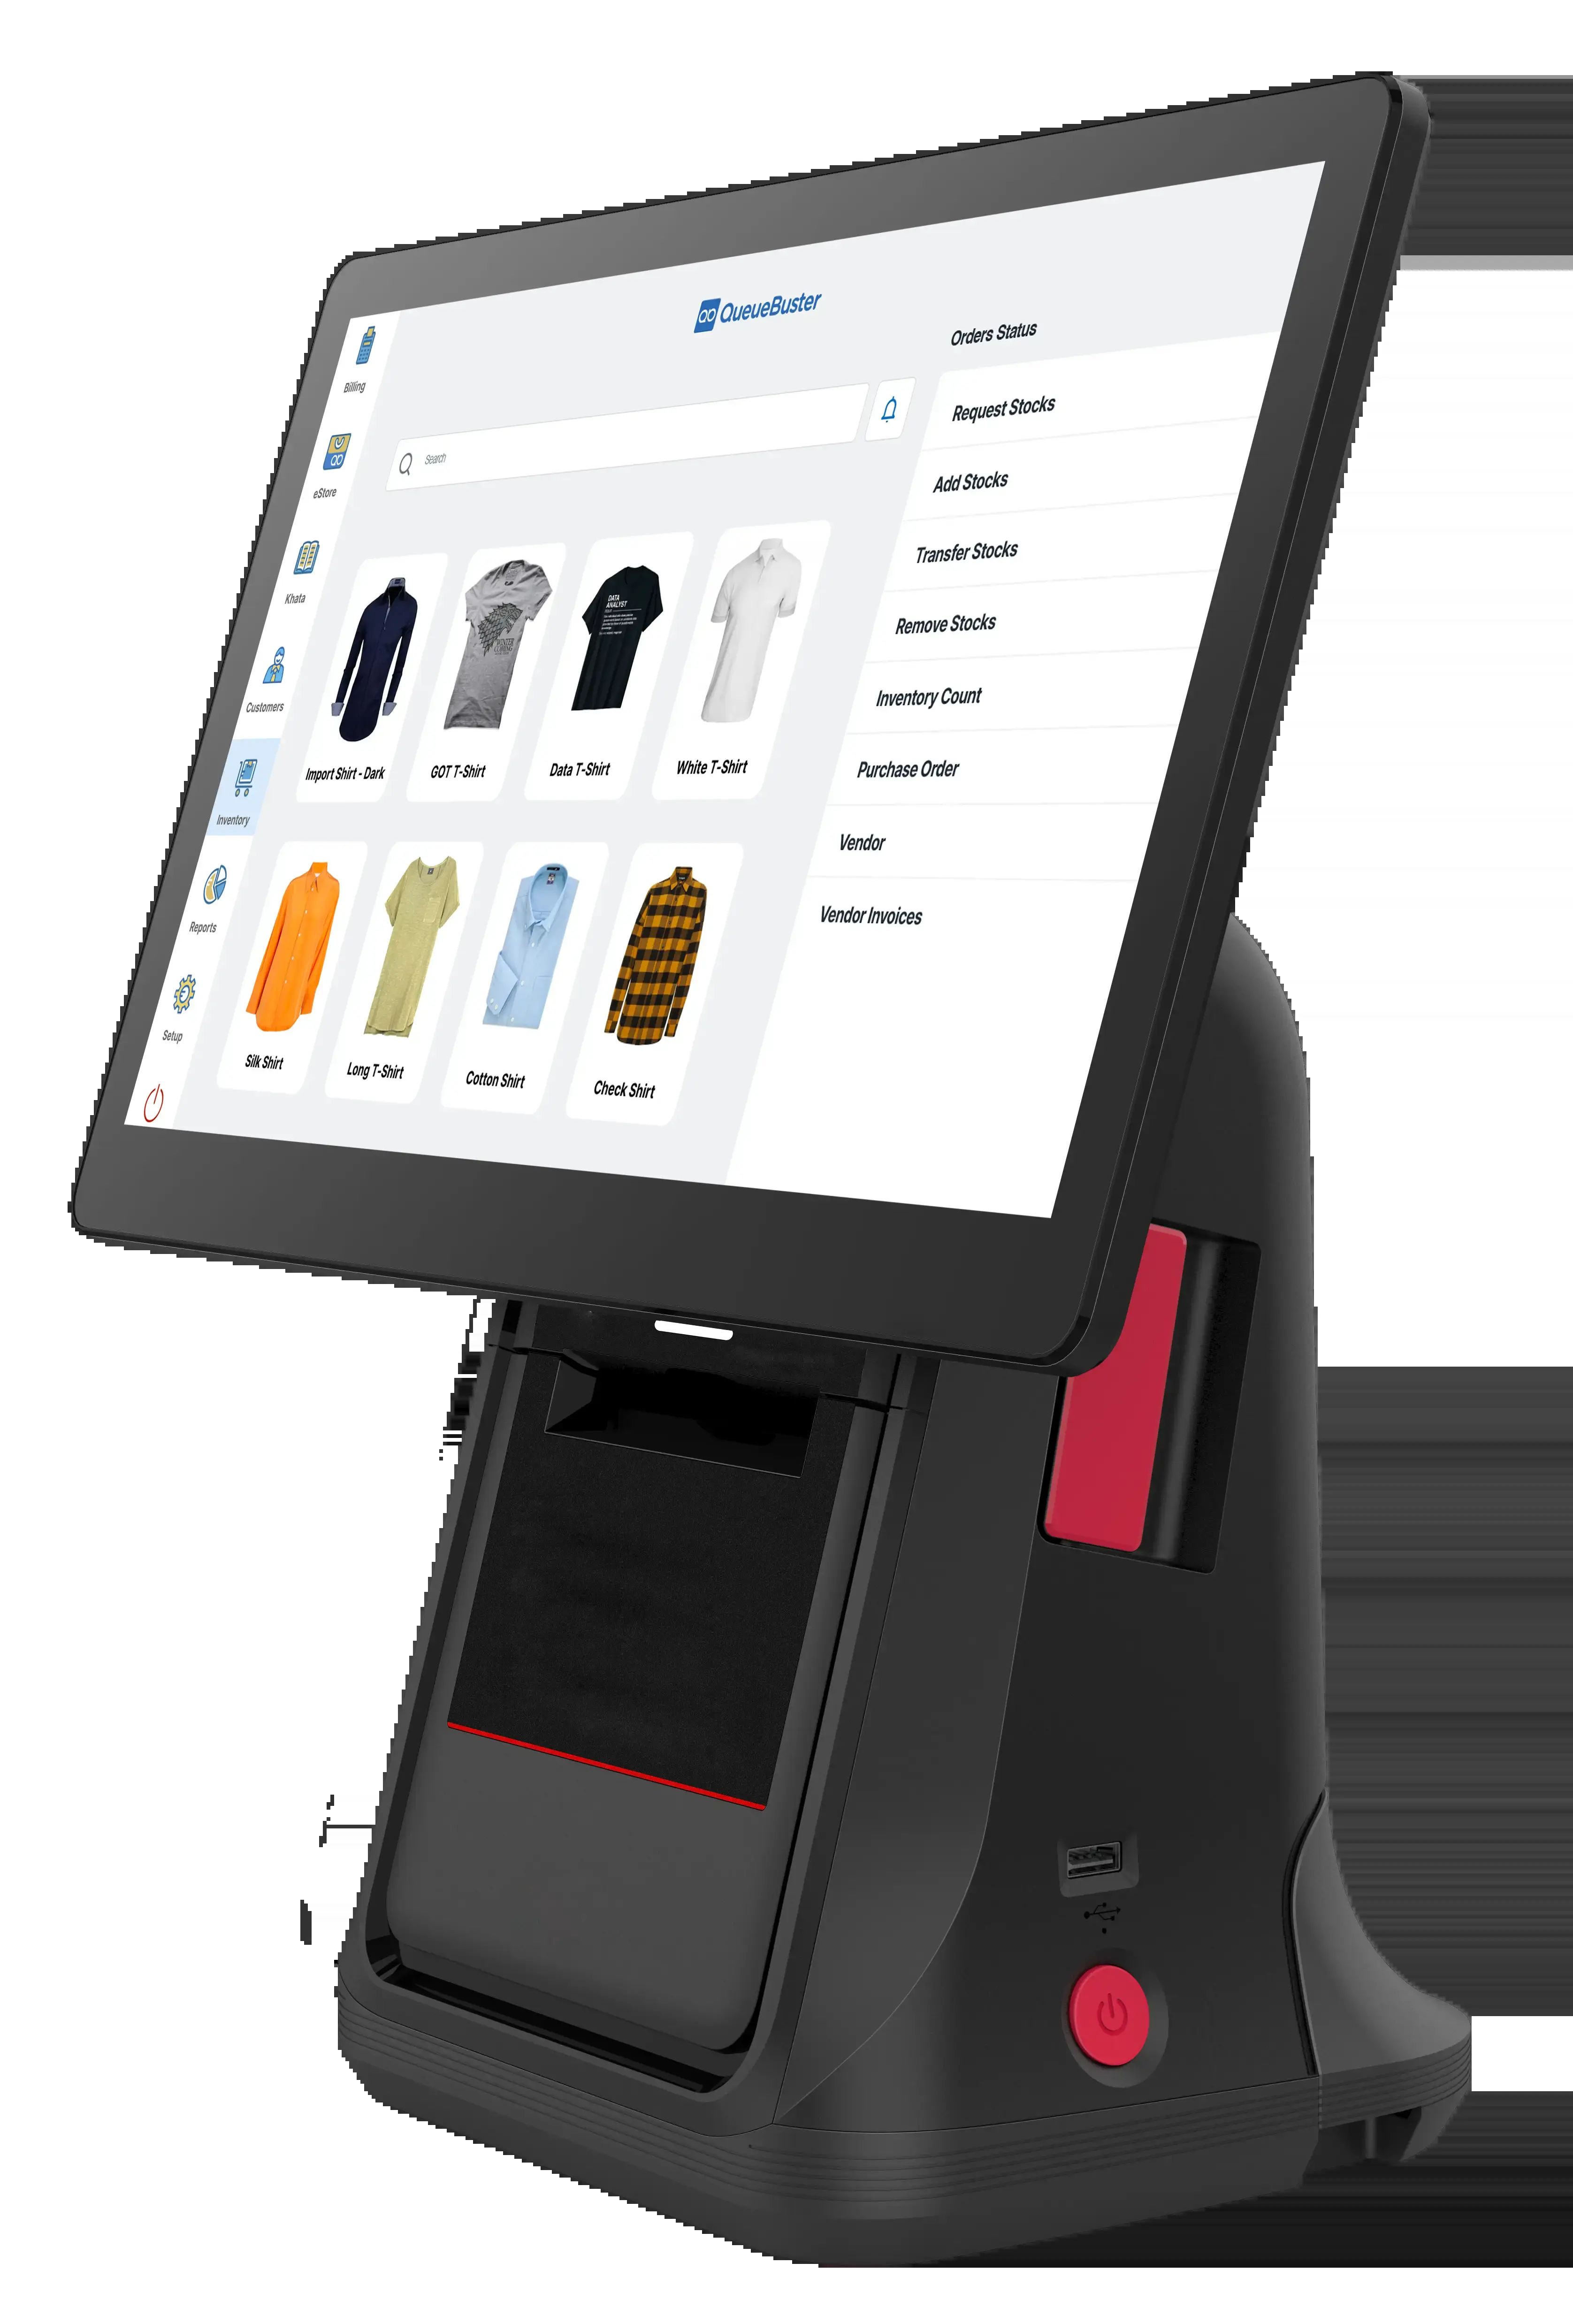 QueueBuster
Billing
eStore
Khata
Customers
Inventory
Reports
Setup
Search
Import Shirt - Dark
GOT T-Shirt
DATA
ANALYST
Data T-Shirt
White T-Shirt
Silk Shirt
Long T-Shirt
Cotton Shirt
Check Shirt
Orders Status
Request Stocks
Add Stocks
Transfer Stocks
Remove Stocks
Inventory Count
Purchase Order
Vendor
Vendor Invoices